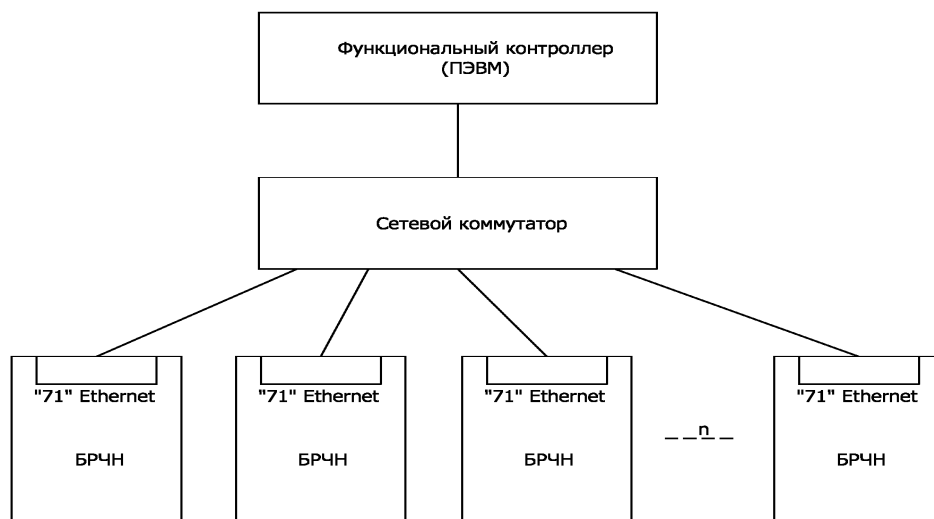 Функциональный контроллер
(ПЭВМ)
Сетевой коммутатор
"71" Ethernet
"71" Ethernet
"71" Ethernet
"71" Ethernet
n
БРЧН
БРЧН
БРЧН
БРЧН